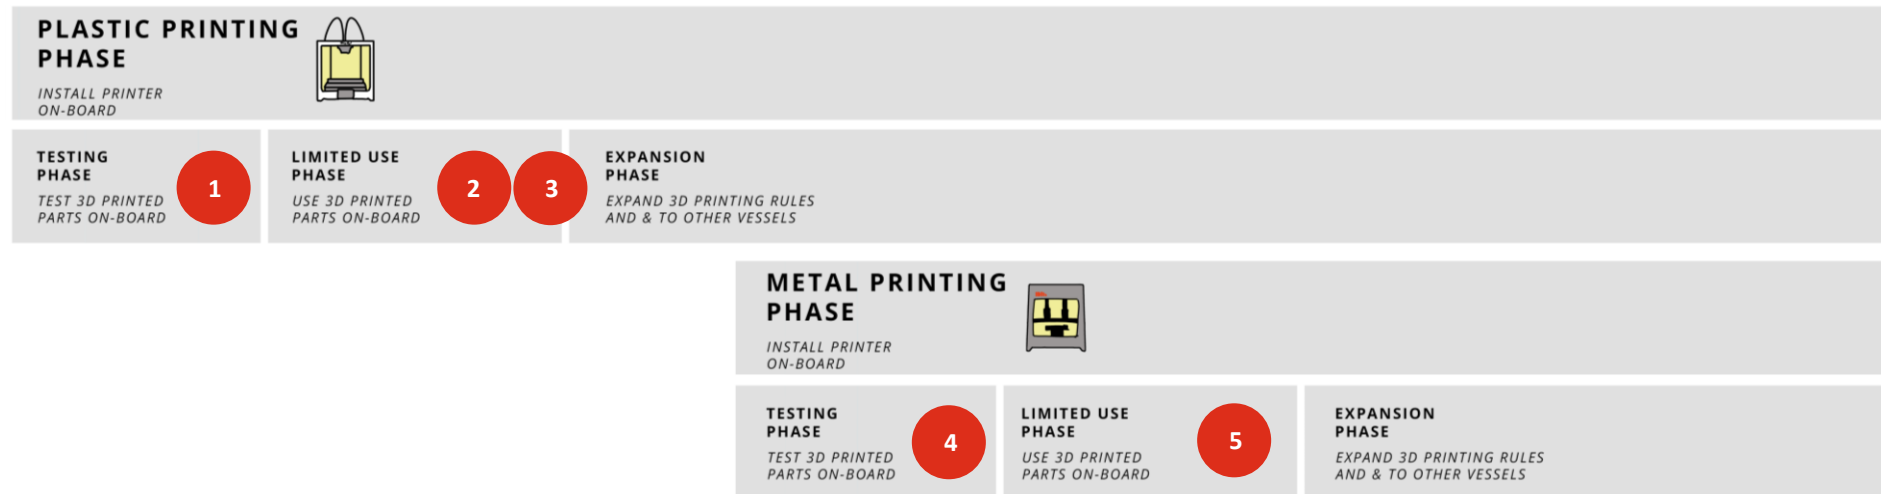 PLASTIC PRINTING
PHASE
INSTALL PRINTER
ON-BOARD
TESTING
PHASE
TEST 3D PRINTED
PARTS ON-BOARD
1
LIMITED USE
PHASE
USE 3D PRINTED
PARTS ON-BOARD
2
3
EXPANSION
PHASE
EXPAND 3D PRINTING RULES
AND & TO OTHER VESSELS
METAL PRINTING
PHASE
INSTALL PRINTER
ON-BOARD
TESTING
PHASE
TEST 3D PRINTED
PARTS ON-BOARD
4
LIMITED USE
PHASE
USE 3D PRINTED
PARTS ON-BOARD
5
EXPANSION
PHASE
EXPAND 3D PRINTING RULES
AND & TO OTHER VESSELS